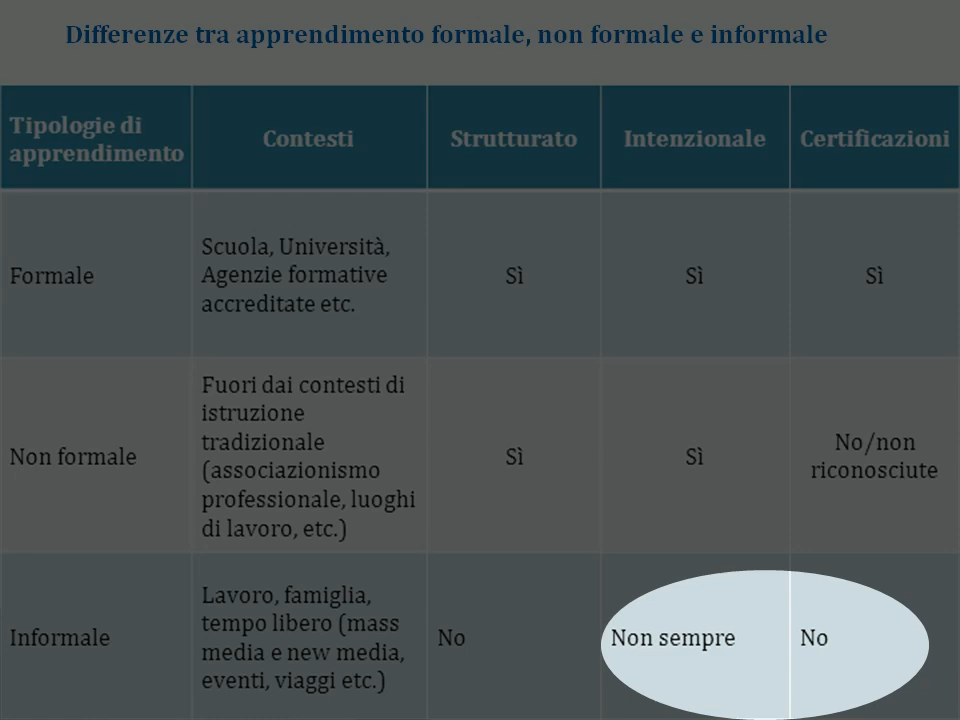 Differenze tra apprendimento formale, non formale e informale
Tipologie di
apprendimento
Contesti
Strutturato
Intenzionale
Certificazioni
Formale
Scuola, Università,
Agenzie formative
accreditate etc.
Sì
Sì
Sì
Non formale
Fuori dai contesti di
istruzione
tradizionale
(associazionismo
professionale, luoghi
di lavoro, etc.)
Sì
Sì
No/non
riconosciute
Informale
Lavoro, famiglia,
tempo libero (mass
media e new media,
eventi, viaggi etc.)
No
Non sempre
No